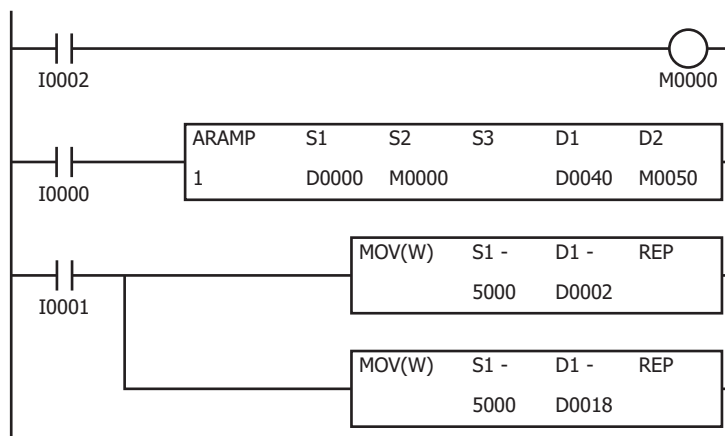 I0002
M0000
ARAMP S1 S2 S3 D1 D2
1 D0000 M0000 D0040 M0050
I0000
MOV(W) S1 - D1 - REP
5000 D0002
I0001
MOV(W) S1 - D1 - REP
5000 D0018